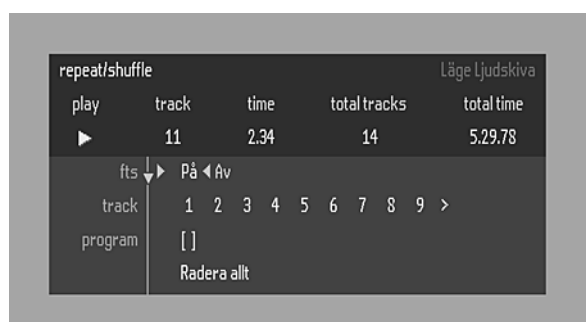 repeat/shuffle Läge Ljudskiva
play track time total tracks total time
11 2.34 14 5.29.78
fts På Av
track 1 2 3 4 5 6 7 8 9 >
program [ ]
Radera allt